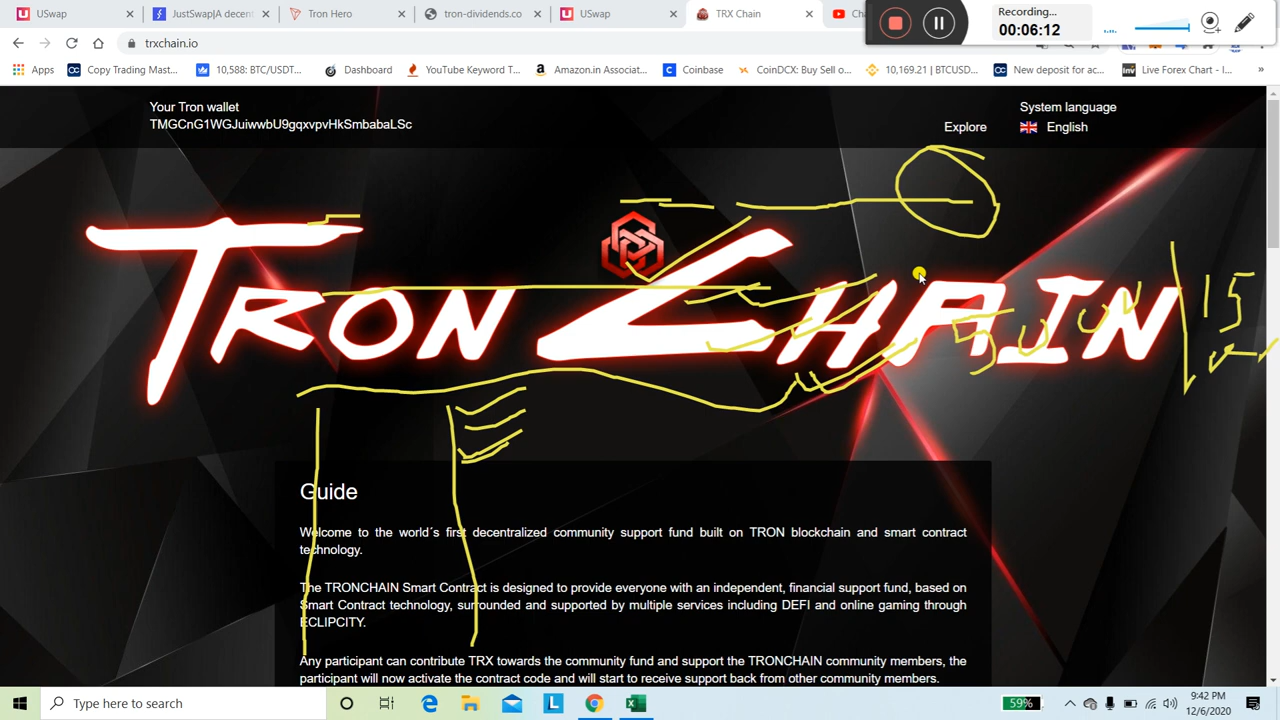 USwap
JustSwap|A decent
Tron Hero
tron-dividends.co
USwap
TRX Chain
Recording...
00:06:12
trxchain.io
Apps
Copy Trading Mast...
10,588: BTC/USDT...
Dashboard
YouTube Keyword T...
Amazon.in Associat...
Coinbase
CoinDCX: Buy Sell o...
10,169.21 | BTCUSD...
New deposit for ac...
Live Forex Chart - I...
»
Your Tron wallet
TMGCnG1WGJuiwwbU9gqxvpvHkSmbabaLSc
System language
Explore
English
TRON CHAIN
15
Guide
Welcome to the world´s first decentralized community support fund built on TRON blockchain and smart contract
technology.
The TRONCHAIN Smart Contract is designed to provide everyone with an independent, financial support fund, based on
Smart Contract technology, surrounded and supported by multiple services including DEFI and online gaming through
ECLIPCITY.
Any participant can contribute TRX towards the community fund and support the TRONCHAIN community members, the
participant will now activate the contract code and will start to receive support back from other community members.
Type here to search
59%
9:42 PM
12/6/2020